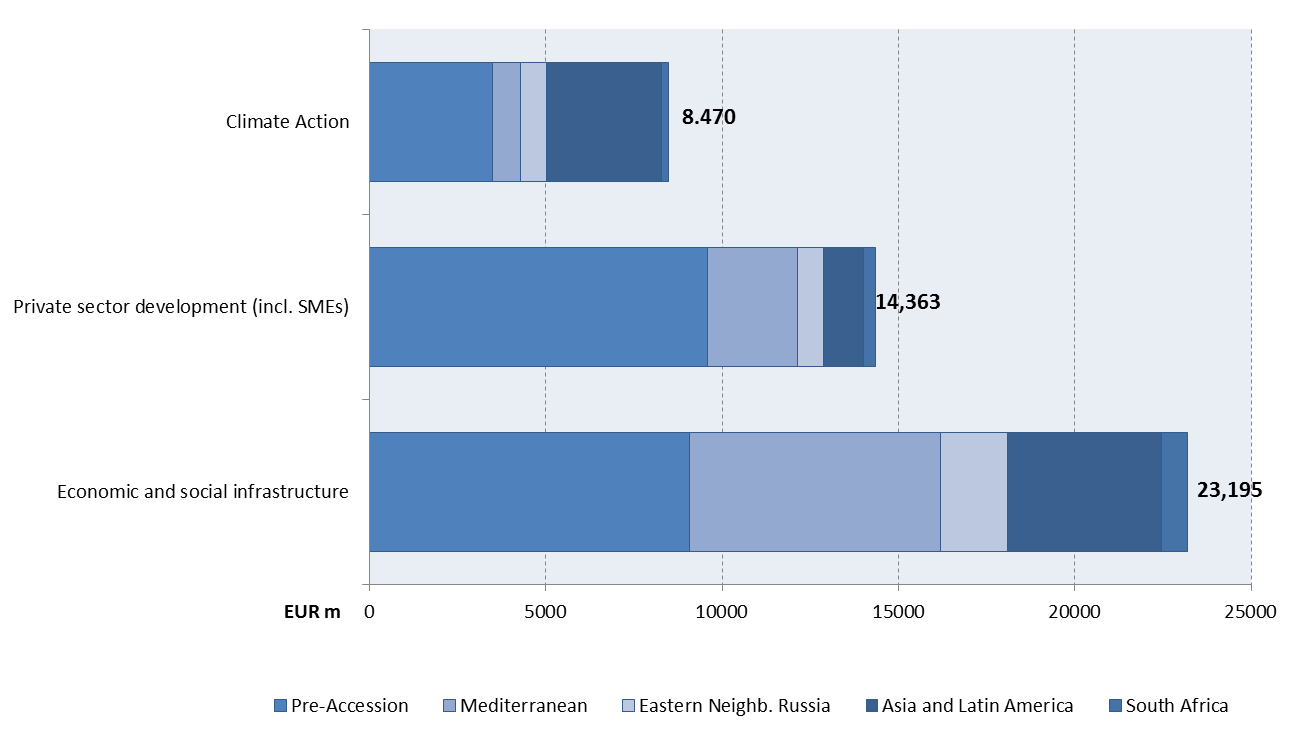 Climate Action
8.470
Private sector development (incl. SMEs)
14,363
Economic and social infrastructure
23,195
EUR m 0 5000 10000 15000 20000 25000
Pre-Accession Mediterranean Eastern Neighb. Russia Asia and Latin America South Africa